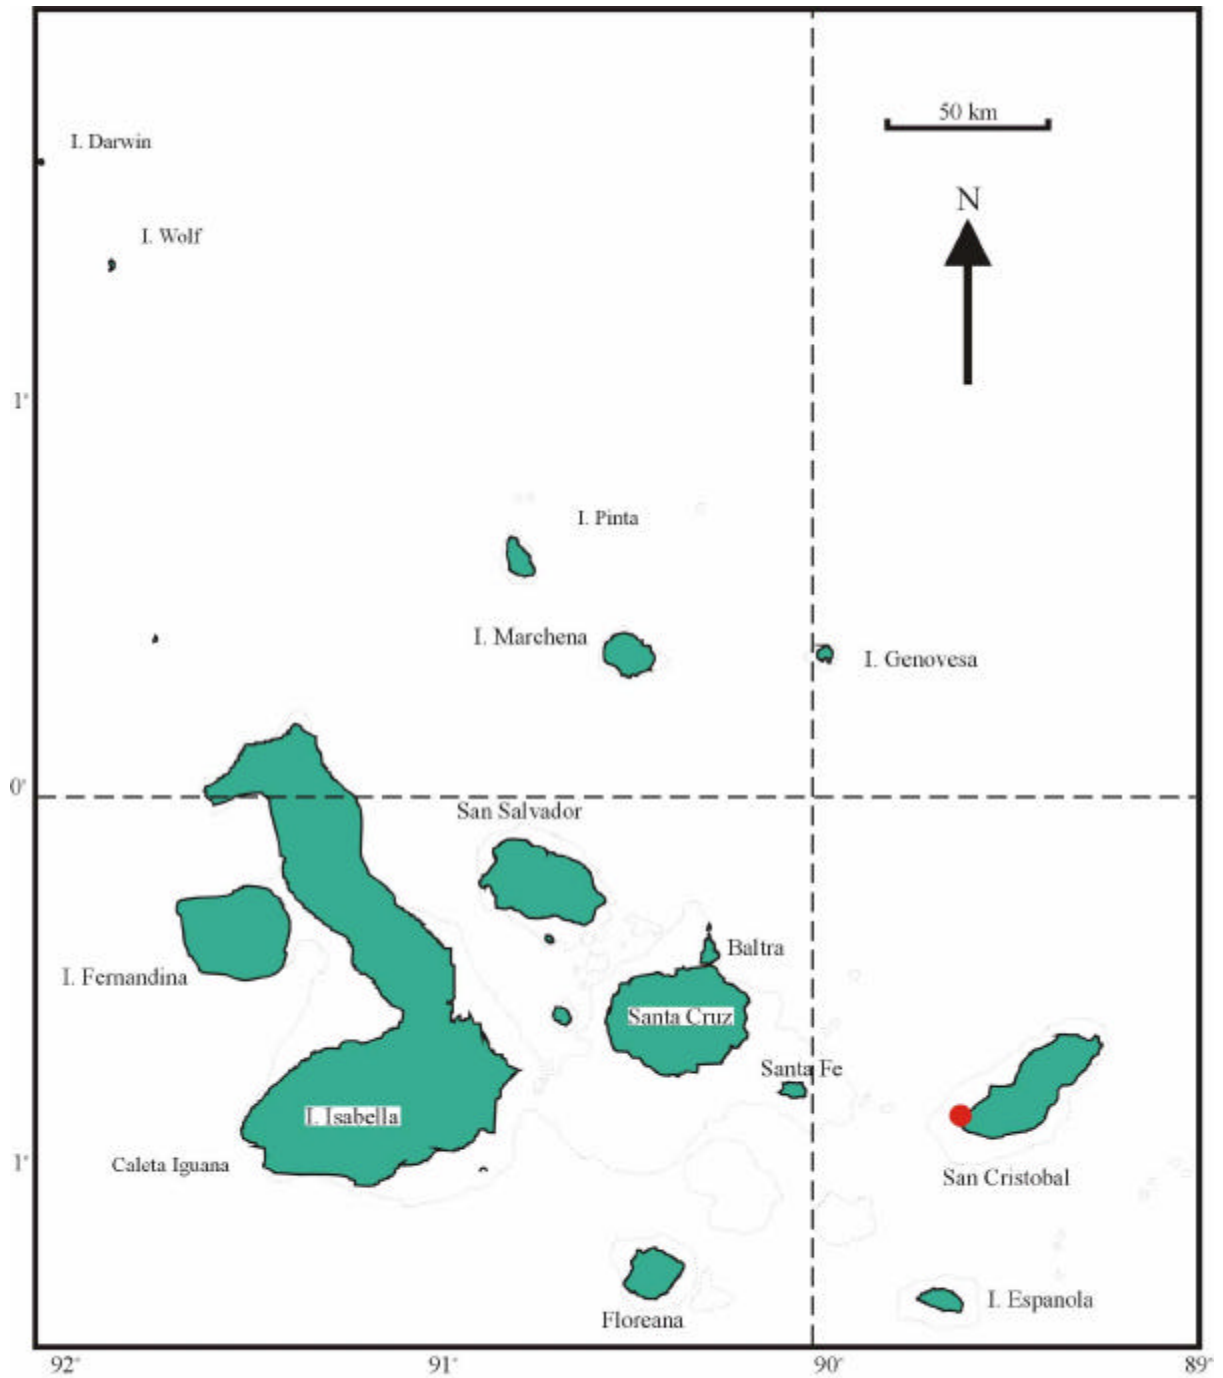 50 km
I. Darwin
N
I. Wolf
1°
I. Pinta
I. Marchena
I. Genovesa
0°
San Salvador
Baltra
I. Fernandina
Santa Cruz
Santa Fe
I. Isabella
Caleta Iguana
1°
San Cristobal
I. Espanola
Floreana
92°
91°
90°
89°